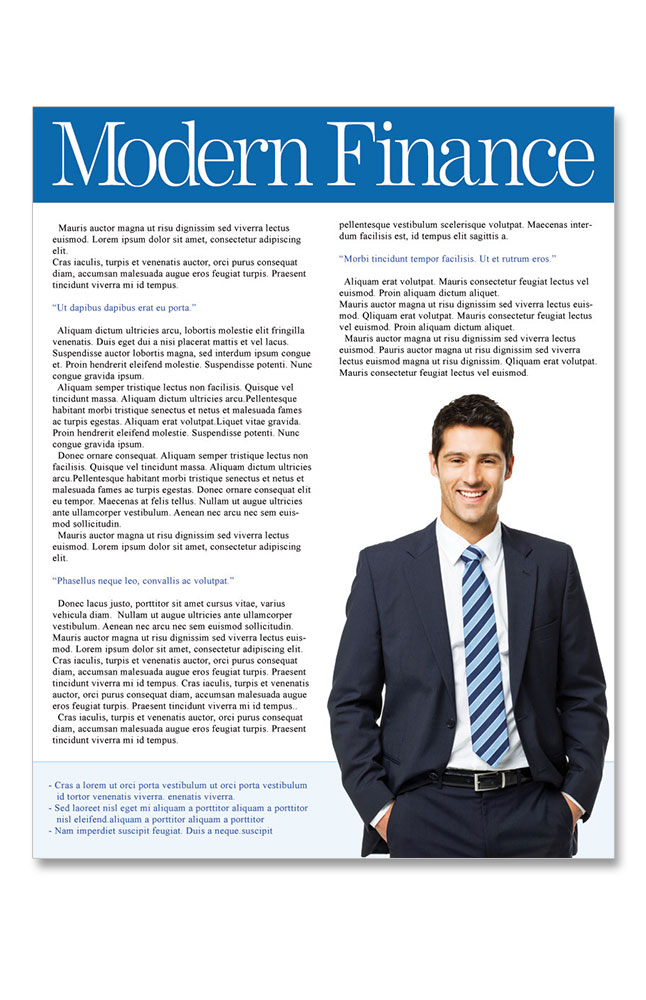 Modern Finance
Mauris auctor magna ut risu dignissim sed viverra lectus
euismod. Lorem ipsum dolor sit amet, consectetur adipiscing
elit.
Cras iaculis, turpis et venenatis auctor, orci purus consequat
diam, accumsan malesuada augue eros feugiat turpis. Praesent
tincidunt viverra mi id tempus.
“Ut dapibus dapibus erat eu porta.”
Aliquam dictum ultricies arcu, lobortis molestie elit fringilla
venenatis. Duis eget dui a nisi placerat mattis et vel lacus.
Suspendisse auctor lobortis magna, sed interdum ipsum congue
et. Proin hendrerit eleifend molestie. Suspendisse potenti. Nunc
congue gravida ipsum.
Aliquam semper tristique lectus non facilisis. Quisque vel
tincidunt massa. Aliquam dictum ultricies arcu.Pellentesque
habitant morbi tristique senectus et netus et malesuada fames
ac turpis egestas. Aliquam erat volutpat.Liquet vitae gravida.
Proin hendrerit eleifend molestie. Suspendisse potenti. Nunc
congue gravida ipsum.
Donec ornare consequat. Aliquam semper tristique lectus non
facilisis. Quisque vel tincidunt massa. Aliquam dictum ultricies
arcu.Pellentesque habitant morbi tristique senectus et netus et
malesuada fames ac turpis egestas. Donec ornare consequat elit
eu tempor. Maecenas at felis tellus. Nullam ut augue ultricies
ante ullamcorper vestibulum. Aenean nec arcu nec sem euis-
mod sollicitudin.
Mauris auctor magna ut risu dignissim sed viverra lectus
euismod. Lorem ipsum dolor sit amet, consectetur adipiscing
elit.
“Phasellus neque leo, convallis ac volutpat.”
Donec lacus justo, porttitor sit amet cursus vitae, varius
vehicula diam. Nullam ut augue ultricies ante ullamcorper
vestibulum. Aenean nec arcu nec sem euismod sollicitudin.
Mauris auctor magna ut risu dignissim sed viverra lectus euis-
mod. Lorem ipsum dolor sit amet, consectetur adipiscing elit.
Cras iaculis, turpis et venenatis auctor, orci purus consequat
diam, accumsan malesuada augue eros feugiat turpis. Praesent
tincidunt viverra mi id tempus. Cras iaculis, turpis et venenatis
auctor, orci purus consequat diam, accumsan malesuada augue
eros feugiat turpis. Praesent tincidunt viverra mi id tempus..
Cras iaculis, turpis et venenatis auctor, orci purus consequat
diam, accumsan malesuada augue eros feugiat turpis. Praesent
tincidunt viverra mi id tempus.
pellentesque vestibulum scelerisque volutpat. Maecenas inter-
dum facilisis est, id tempus elit sagittis a.
“Morbi tincidunt tempor facilisis. Ut et rutrum eros.”
Aliquam erat volutpat. Mauris consectetur feugiat lectus vel
euismod. Proin aliquam dictum aliquet.
Mauris auctor magna ut risu dignissim sed viverra lectus euis-
mod. Qliquam erat volutpat. Mauris consectetur feugiat lectus
vel euismod. Proin aliquam dictum aliquet.
Mauris auctor magna ut risu dignissim sed viverra lectus
euismod. Pauris auctor magna ut risu dignissim sed viverra
lectus euismod magna ut risu dignissim. Qliquam erat volutpat.
Mauris consectetur feugiat lectus vel euismod.
- Cras a lorem ut orci porta vestibulum ut orci porta vestibulum
id tortor venenatis viverra. enenatis viverra.
- Sed laoreet nisl eget mi aliquam a porttitor aliquam a porttitor
nisl eleifend.aliquam a porttitor aliquam a porttitor
- Nam imperdiet suscipit feugiat. Duis a neque.suscipit